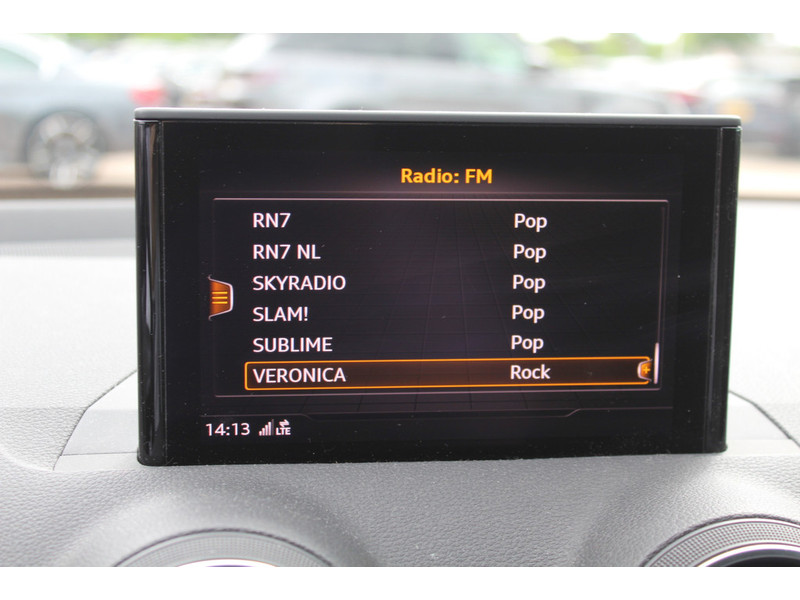 Radio: FM
RN7 Pop
RN7 NL Pop
SKYRADIO Pop
SLAM! Pop
SUBLIME Pop
VERONICA Rock
14:13 LTE